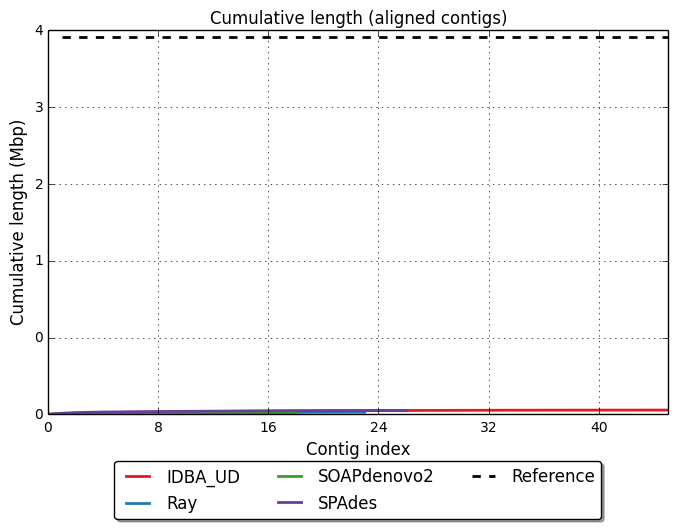 Cumulative length (aligned contigs)
4
3
2
1
0
0
Cumulative length (Mbp)
0 8 16 24 32 40
Contig index
IDBA_UD SOAPdenovo2 Reference
Ray SPAdes